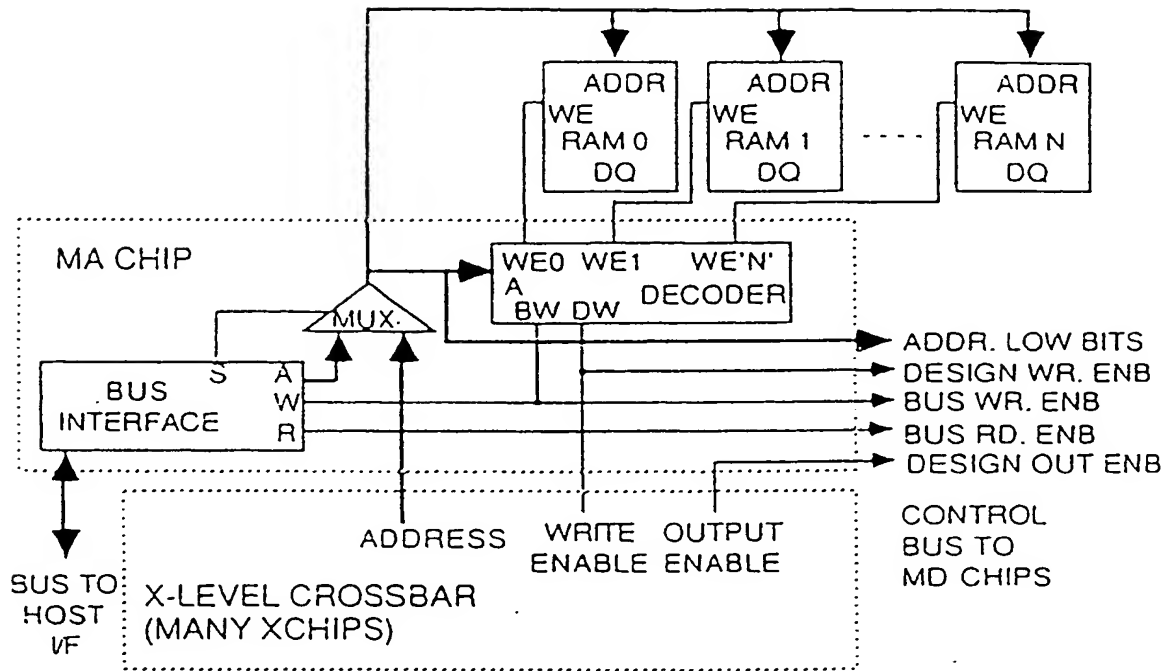 ADDR
WE
RAM 0
DQ
ADDR
WE
RAM 1
DQ
ADDR
WE
RAM N
DQ
MA CHIP
WE0 WE1 WE'N'
A
DECODER
BW DW
MUX
S
A
BUS
INTERFACE
W
R
ADDR. LOW BITS
DESIGN WR. ENB
BUS WR. ENB
BUS RD. ENB
DESIGN OUT ENB
ADDRESS
WRITE
ENABLE
OUTPUT
ENABLE
CONTROL
BUS TO
MD CHIPS
BUS TO
HOST
I/F
X-LEVEL CROSSBAR
(MANY XCHIPS)